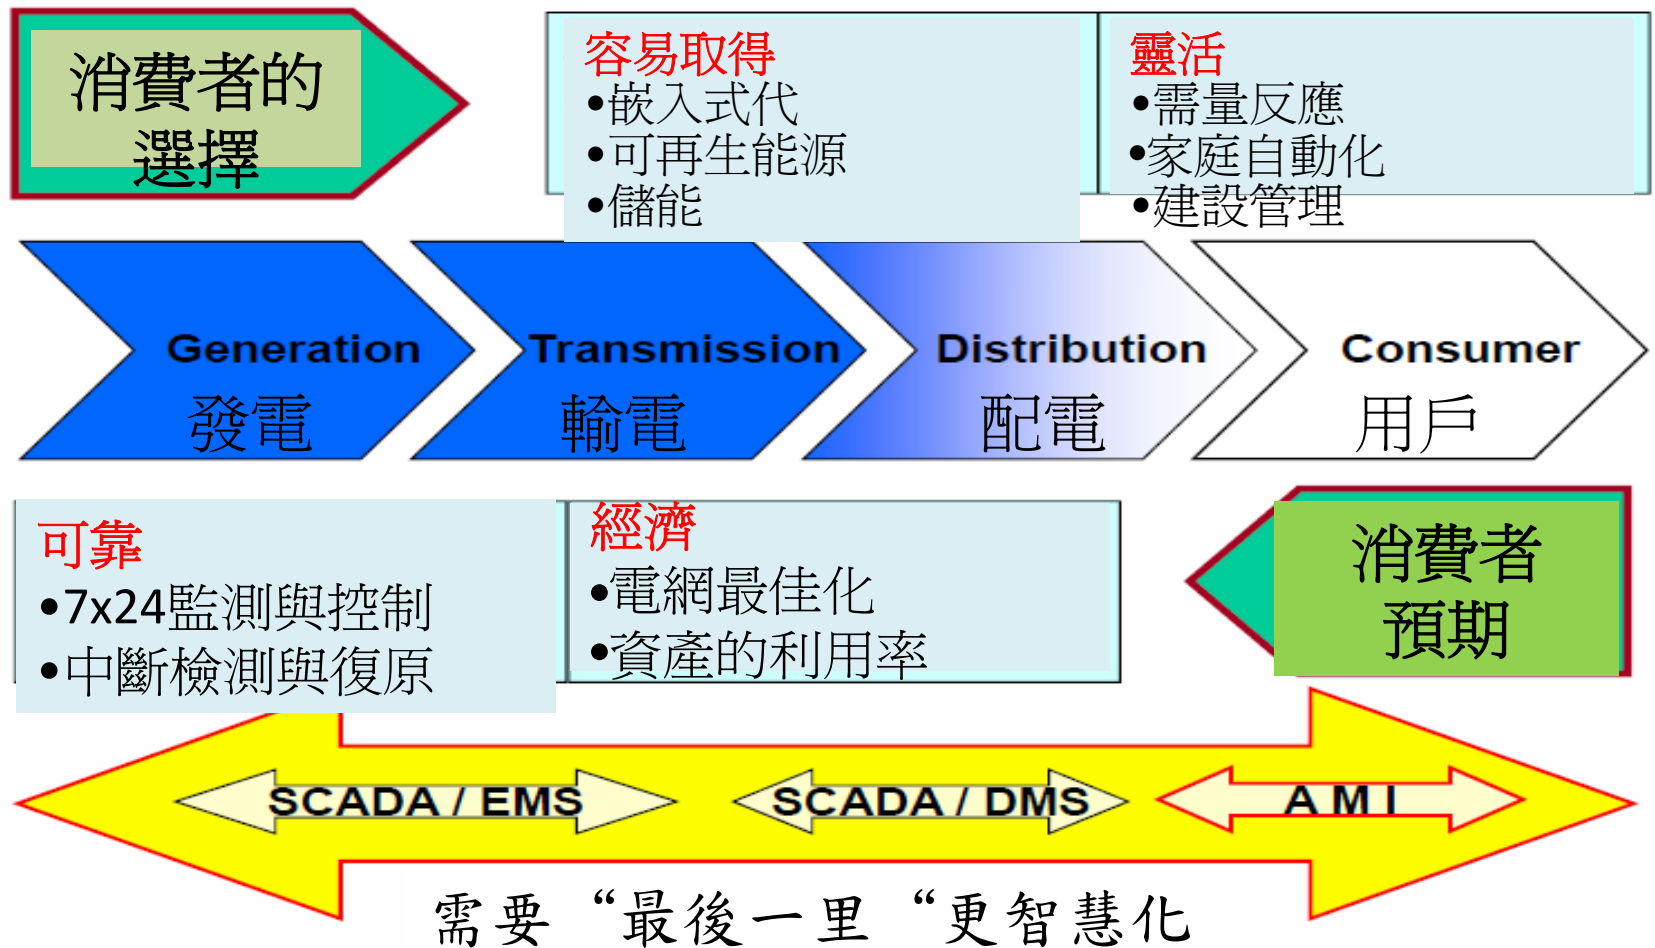 消費者的
選擇
容易取得
•嵌入式代
•可再生能源
•儲能
靈活
•需量反應
•家庭自動化
•建設管理
Generation
發電
Transmission
輸電
Distribution
配電
Consumer
用戶
可靠
•7x24監測與控制
•中斷檢測與復原
經濟
•電網最佳化
•資產的利用率
消費者
預期
SCADA / EMS
SCADA / DMS
A M I
需要“最後一里“更智慧化